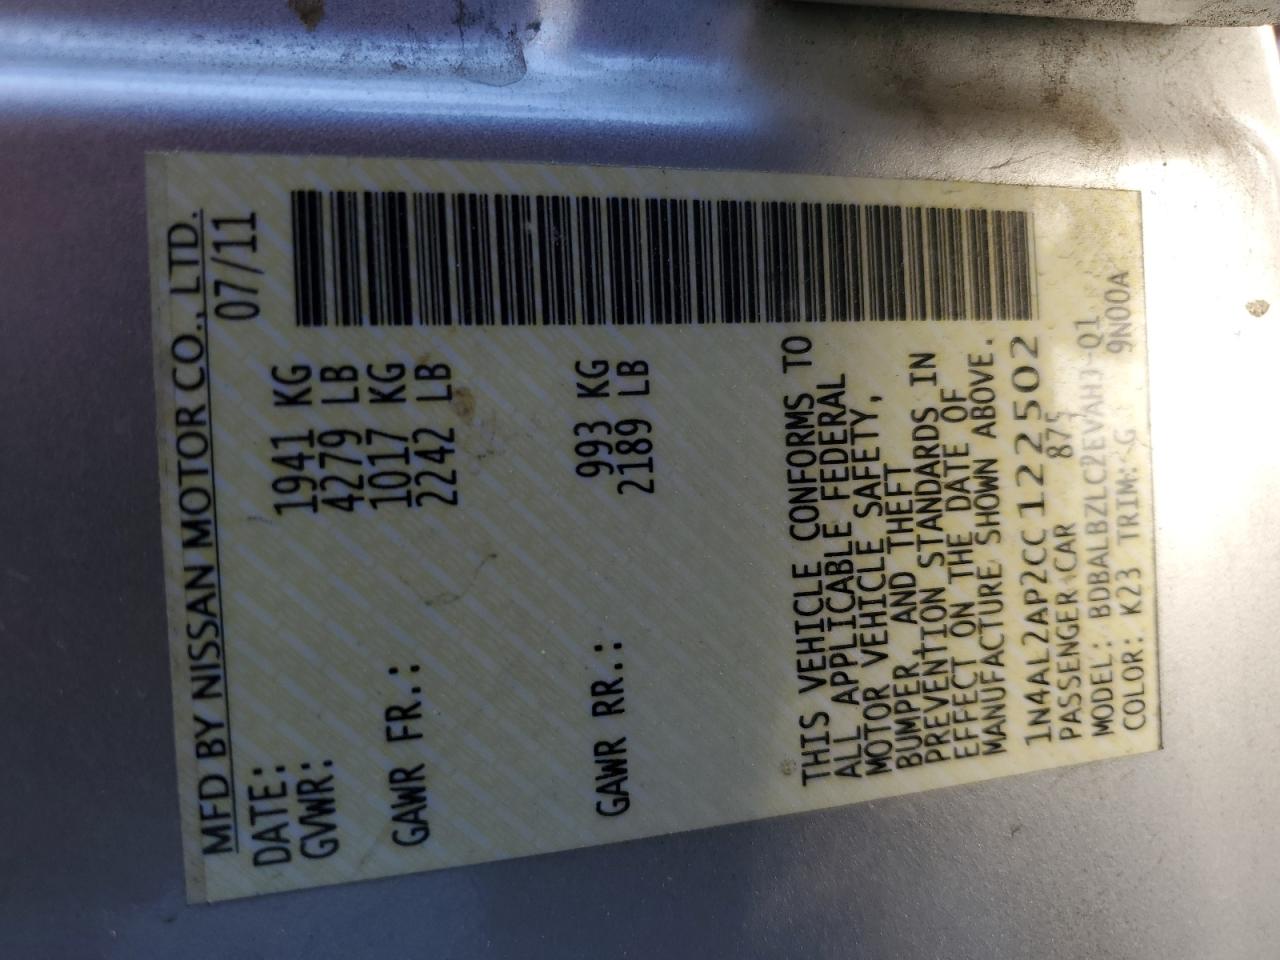 MFD BY NISSAN MOTOR CO., LTD.
DATE: 07/11
GVWR: 1941 KG
4279 LB
GAWR FR.: 1017 KG
2242 LB
GAWR RR.: 993 KG
2189 LB
THIS VEHICLE CONFORMS TO
ALL APPLICABLE FEDERAL
MOTOR VEHICLE SAFETY,
BUMPER AND THEFT
PREVENTION STANDARDS IN
EFFECT ON THE DATE OF
MANUFACTURE SHOWN ABOVE.
1N4AL2AP2CC122502
PASSENGER CAR 875
MODEL: BDBALBZLC2EVAHJ-Q1
COLOR: K23 TRIM: G 9N00A